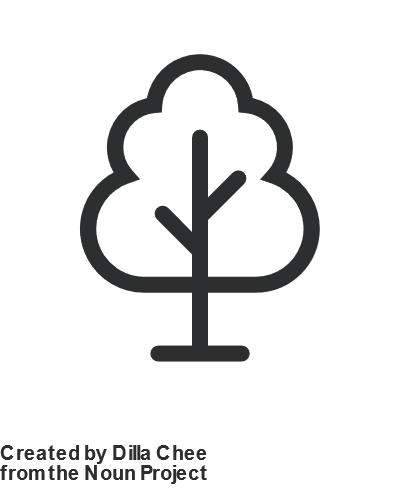 Created by Dilla Chee
from the Noun Project